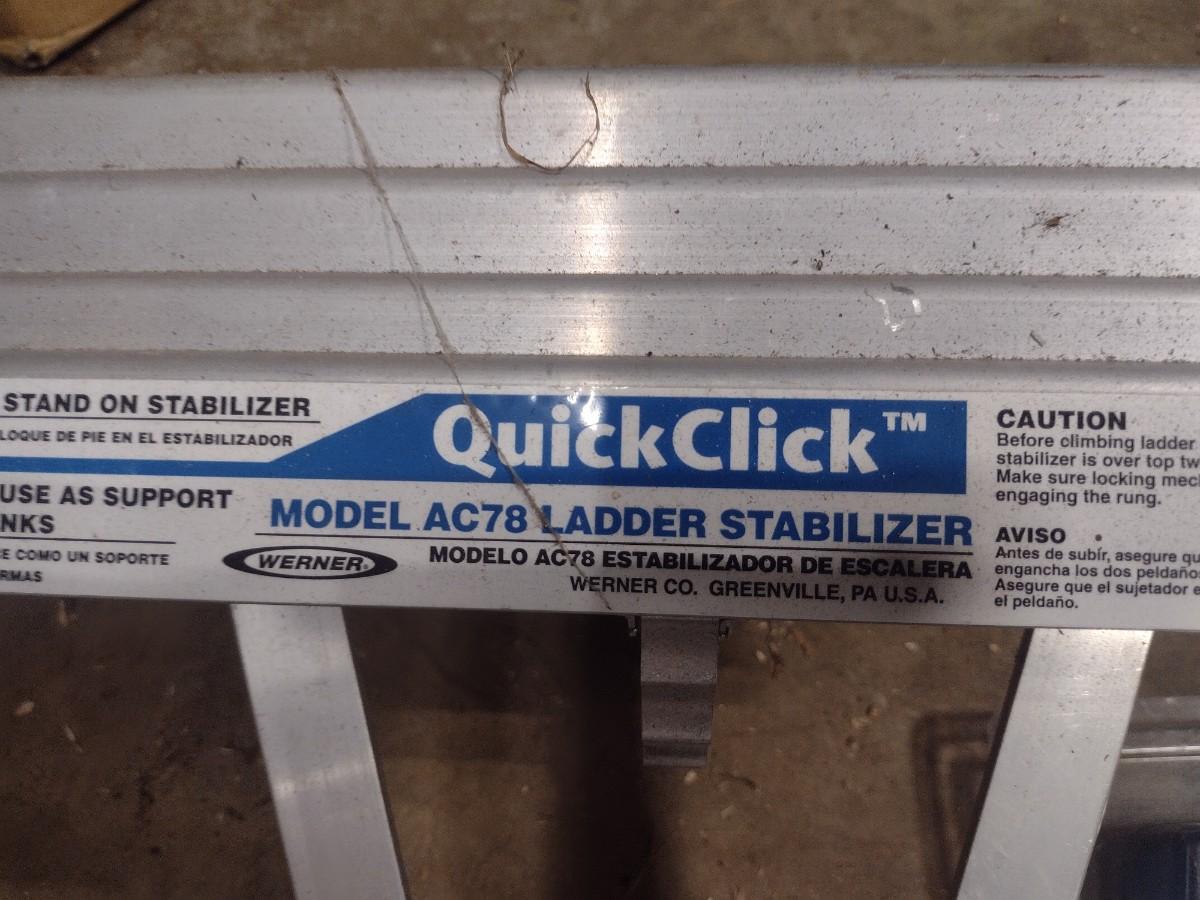 STAND ON STABILIZER
LOQUE DE PIE EN EL ESTABILIZADOR
USE AS SUPPORT
NKS
E COMO UN SOPORTE
RMAS
QuickClick™
MODEL AC78 LADDER STABILIZER
MODELO AC78 ESTABILIZADOR DE ESCALERA
WERNER CO. GREENVILLE, PA U.S.A.
WERNER®
CAUTION
Before climbing ladder
stabilizer is over top tw
Make sure locking mec
engaging the rung.
AVISO
Antes de subír, asegure qu
engancha los dos peldaño
Asegure que el sujetador e
el peldaño.